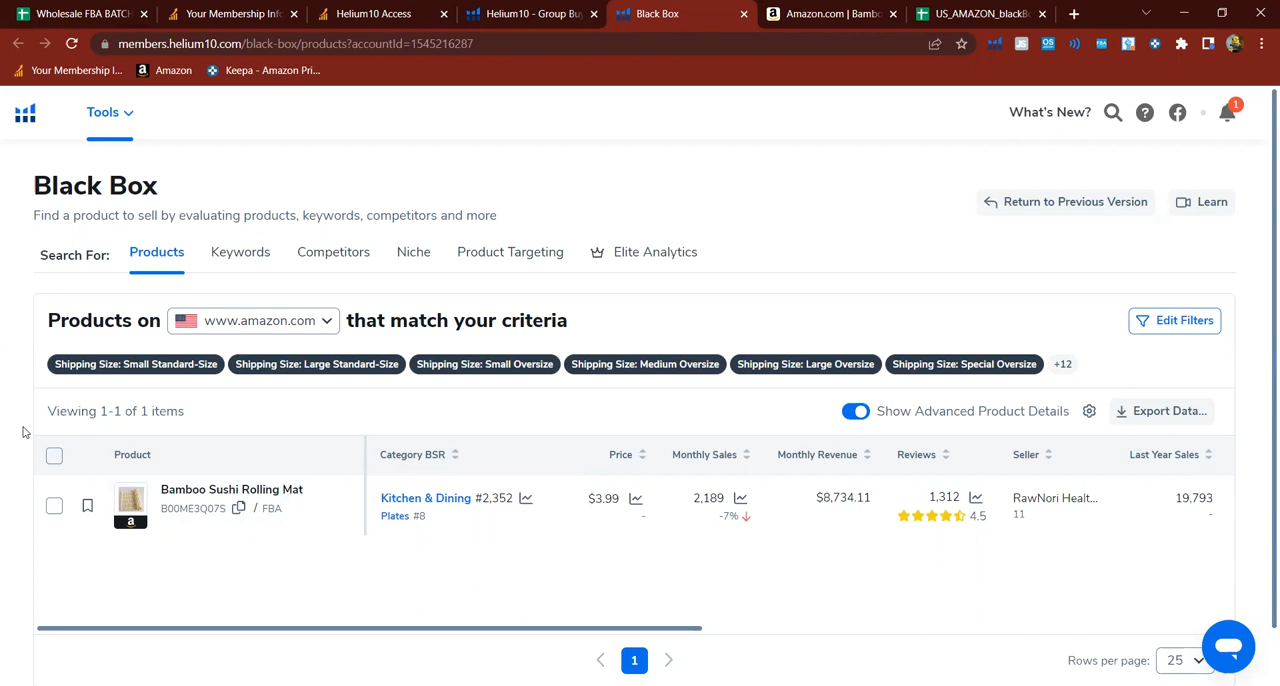 Wholesale FBA BATCH
Your Membership Inf
Helium10 Access
Helium10 - Group Bu
Black Box
Amazon.com | Bambo
US_AMAZON_blackBo
members.helium10.com/black-box/products?accountId=1545216287
Your Membership I...
Amazon
Keepa - Amazon Pri...
Tools
What's New?
1
Black Box
Find a product to sell by evaluating products, keywords, competitors and more
Return to Previous Version
Learn
Search For:
Products
Keywords
Competitors
Niche
Product Targeting
Elite Analytics
Products on www.amazon.com that match your criteria
Edit Filters
Shipping Size: Small Standard-Size
Shipping Size: Large Standard-Size
Shipping Size: Small Oversize
Shipping Size: Medium Oversize
Shipping Size: Large Oversize
Shipping Size: Special Oversize
+12
Viewing 1-1 of 1 items
Show Advanced Product Details
Export Data...
Product
Category BSR
Price
Monthly Sales
Monthly Revenue
Reviews
Seller
Last Year Sales
Bamboo Sushi Rolling Mat
B00ME3Q07S / FBA
Kitchen & Dining #2,352
Plates #8
$3.99
-
2,189
-7%
$8,734.11
1,312
4.5
RawNori Healt...
11
19,793
-
1
Rows per page: 25